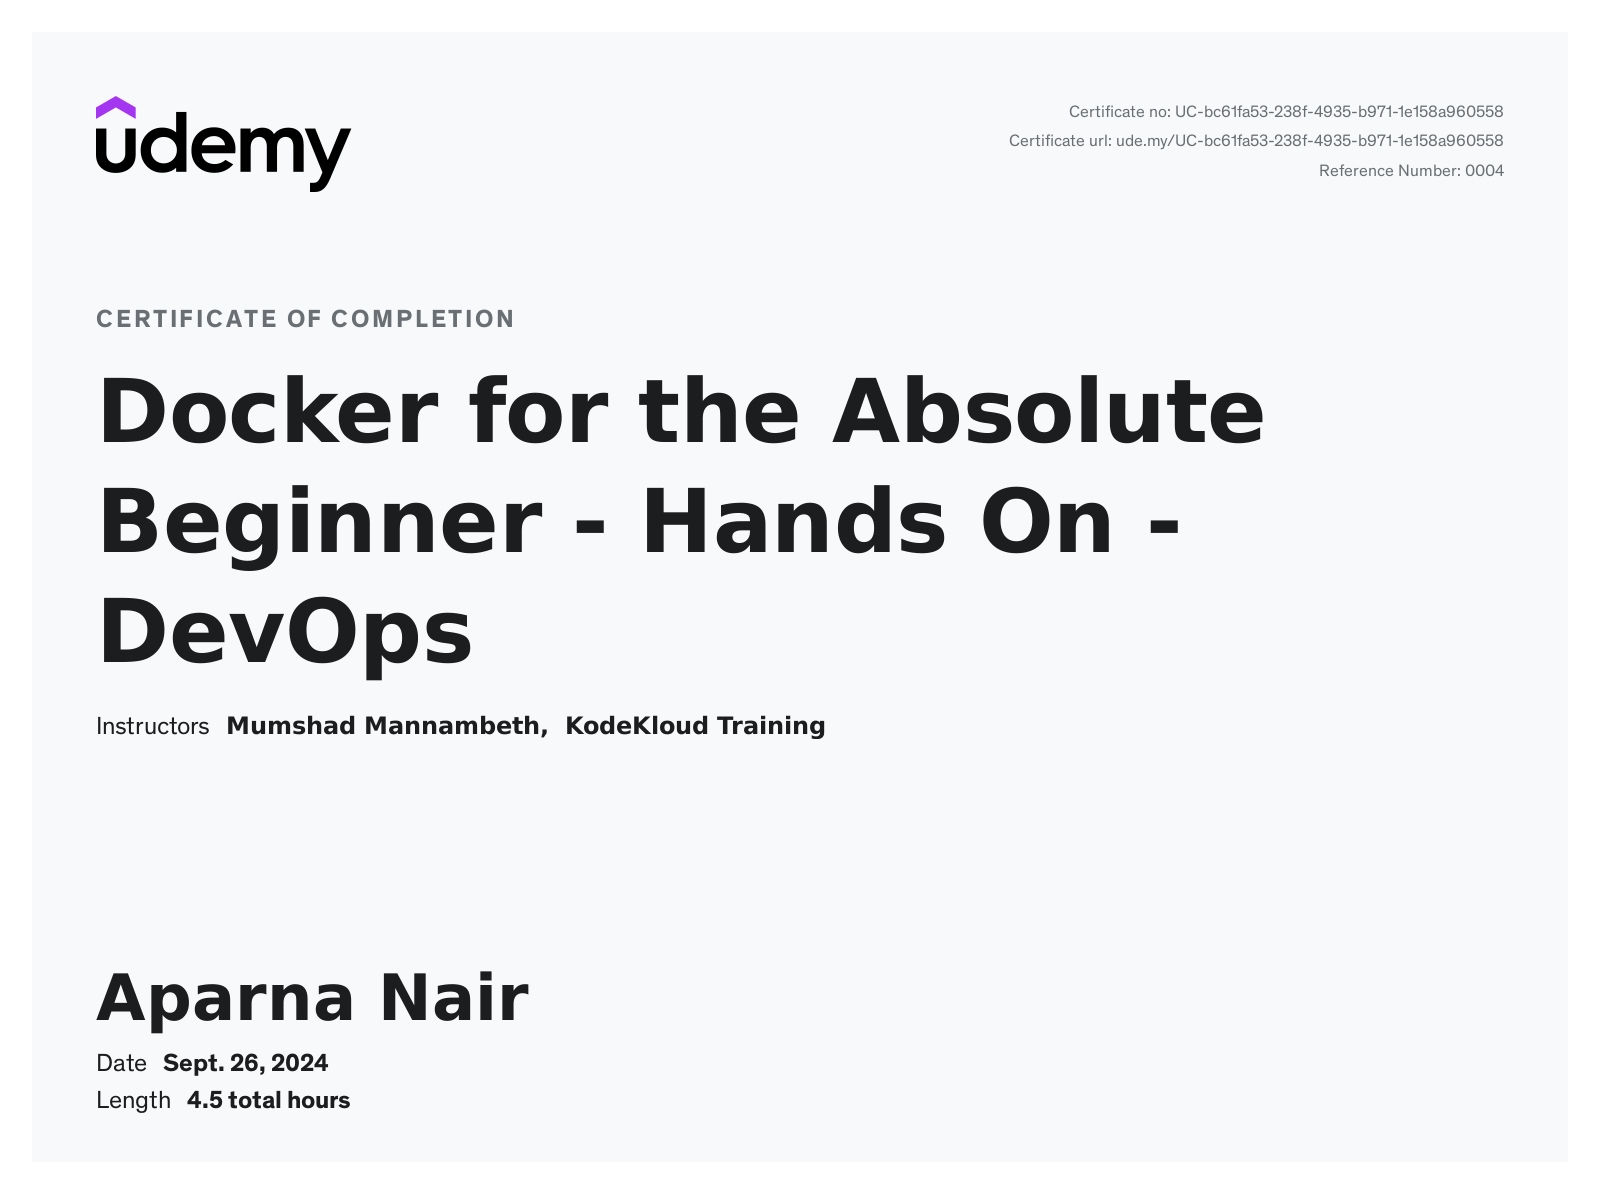 udemy
Certificate no: UC-bc61fa53-238f-4935-b971-1e158a960558
Certificate url: ude.my/UC-bc61fa53-238f-4935-b971-1e158a960558
Reference Number: 0004
CERTIFICATE OF COMPLETION
Docker for the Absolute
Beginner - Hands On -
DevOps
Instructors Mumshad Mannambeth, KodeKloud Training
Aparna Nair
Date Sept. 26, 2024
Length 4.5 total hours